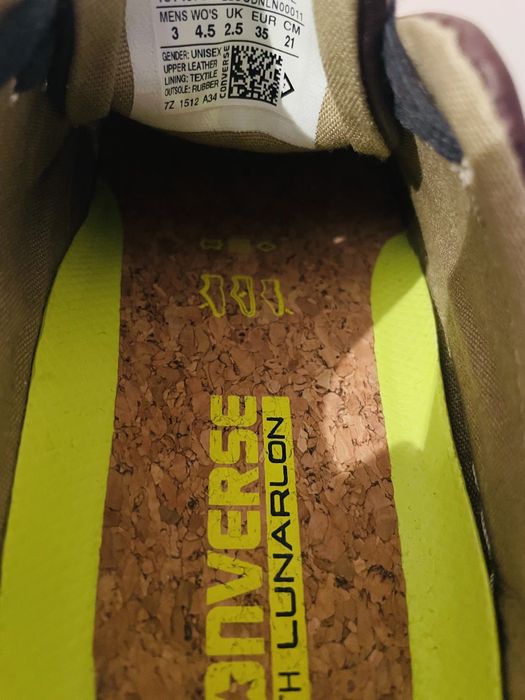 MENS WO'S UK EUR CM
3 4.5 2.5 35 21
GENDER: UNISEX
UPPER LEATHER
LINING: TEXTILE
OUTSOLE: RUBBER
7Z 1512 A34
CONVERSE
CONVERSE
LUNARLON